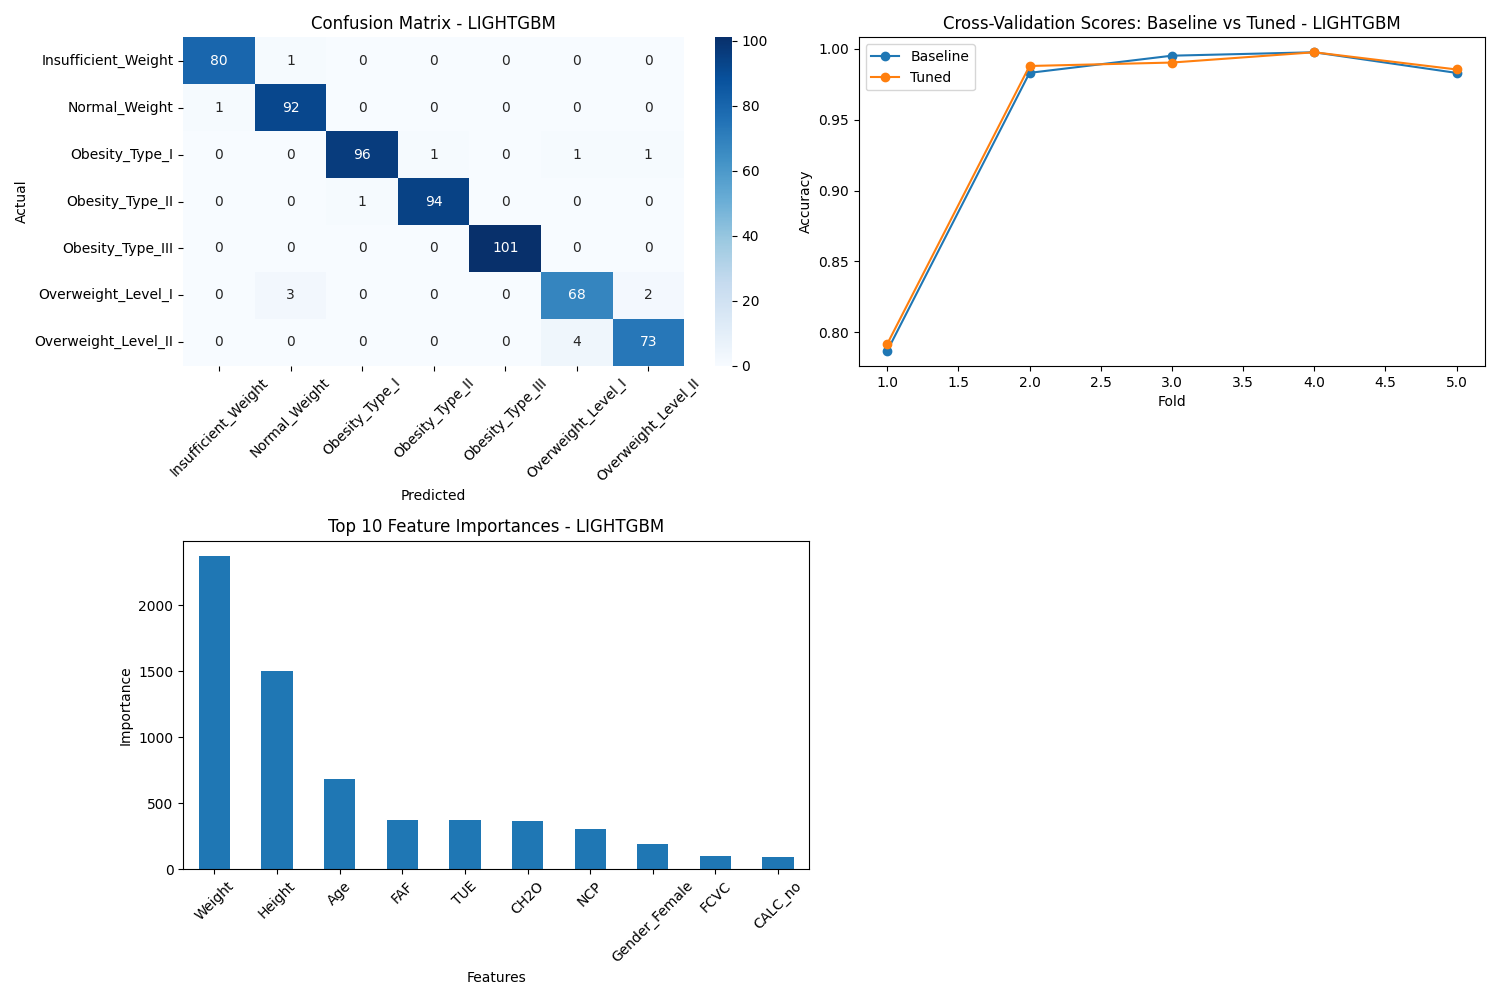 Confusion Matrix - LIGHTGBM
Actual
Insufficient_Weight 80 1 0 0 0 0 0
Normal_Weight 1 92 0 0 0 0 0
Obesity_Type_I 0 0 96 1 0 1 1
Obesity_Type_II 0 0 1 94 0 0 0
Obesity_Type_III 0 0 0 0 101 0 0
Overweight_Level_I 0 3 0 0 0 68 2
Overweight_Level_II 0 0 0 0 0 4 73
Insufficient_Weight Normal_Weight Obesity_Type_I Obesity_Type_II Obesity_Type_III Overweight_Level_I Overweight_Level_II
Predicted
100
80
60
40
20
0
Cross-Validation Scores: Baseline vs Tuned - LIGHTGBM
Baseline
Tuned
Accuracy
1.00
0.95
0.90
0.85
0.80
1.0 1.5 2.0 2.5 3.0 3.5 4.0 4.5 5.0
Fold
Top 10 Feature Importances - LIGHTGBM
Importance
2000
1500
1000
500
0
Weight Height Age FAF TUE CH2O NCP Gender_Female FCVC CALC_no
Features